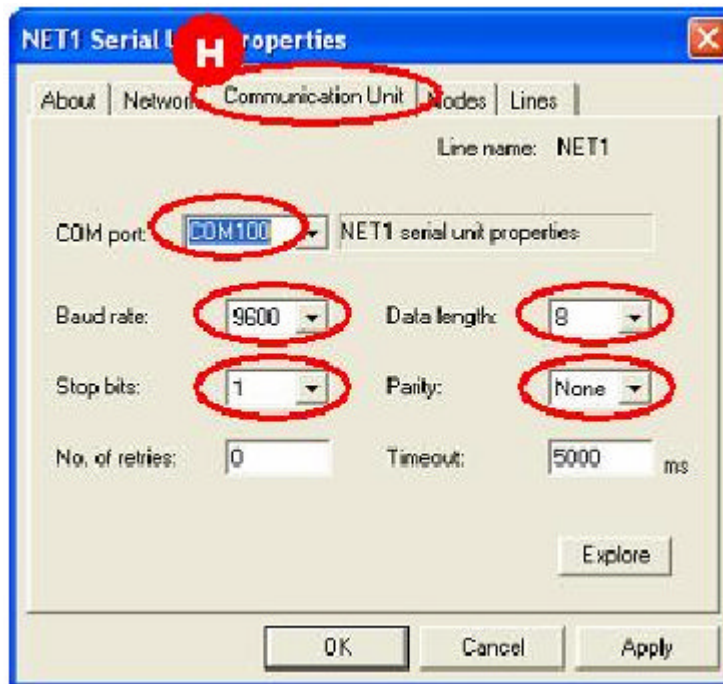 NET1 Serial U roperties
H
About Network Communication Unit Nodes Lines
Line name: NET1
COM port: COM100 NET1 serial unit properties
Baud rate: 9600 Data length: 8
Stop bits: 1 Parity: None
No. of retries: 0 Timeout: 5000 ms
Explore
OK Cancel Apply